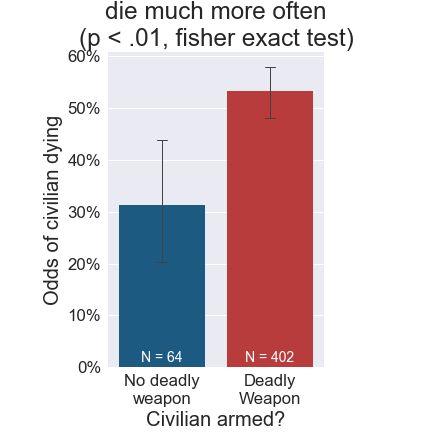 die much more often
(p < .01, fisher exact test)
60%
50%
40%
30%
20%
10%
0%
Odds of civilian dying
N = 64
N = 402
No deadly
weapon
Deadly
Weapon
Civilian armed?